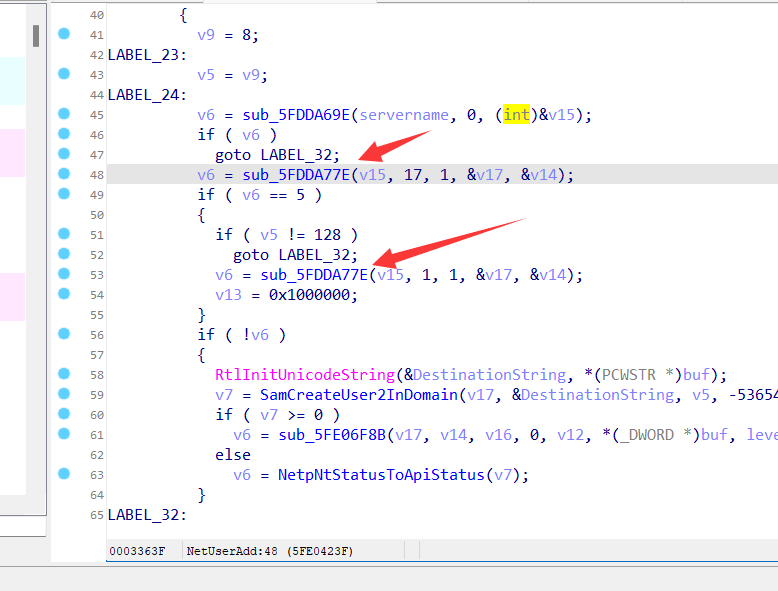 40 {
41 v9 = 8;
42 LABEL_23:
43 v5 = v9;
44 LABEL_24:
45 v6 = sub_5FDDA69E(servername, 0, (int)&v15);
46 if ( v6 )
47 goto LABEL_32;
48 v6 = sub_5FDDA77E(v15, 17, 1, &v17, &v14);
49 if ( v6 == 5 )
50 {
51 if ( v5 != 128 )
52 goto LABEL_32;
53 v6 = sub_5FDDA77E(v15, 1, 1, &v17, &v14);
54 v13 = 0x1000000;
55 }
56 if ( !v6 )
57 {
58 RtlInitUnicodeString(&DestinationString, *(PCWSTR *)buf);
59 v7 = SamCreateUser2InDomain(v17, &DestinationString, v5, -53654
60 if ( v7 >= 0 )
61 v6 = sub_5FE06F8B(v17, v14, v16, 0, v12, *(_DWORD *)buf, leve
62 else
63 v6 = NetpNtStatusToApiStatus(v7);
64 }
65 LABEL_32:
0003363F NetUserAdd:48 (5FE0423F)